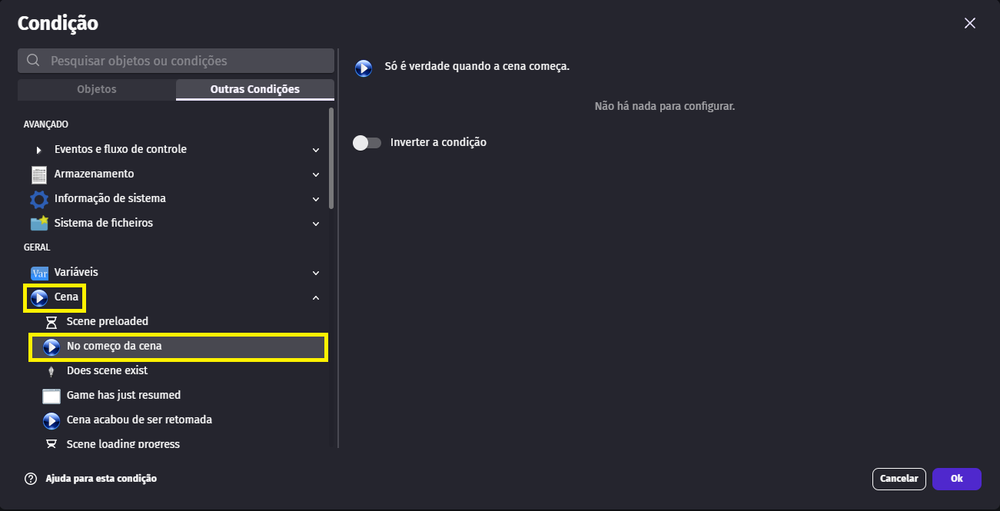 Condição
Pesquisar objetos ou condições
Objetos
Outras Condições
AVANÇADO
Eventos e fluxo de controle
Armazenamento
Informação de sistema
Sistema de ficheiros
GERAL
Var Variáveis
Cena
Scene preloaded
No começo da cena
Does scene exist
Game has just resumed
Cena acabou de ser retomada
Scene loading progress
Só é verdade quando a cena começa.
Não há nada para configurar.
Inverter a condição
Ajuda para esta condição
Cancelar
Ok